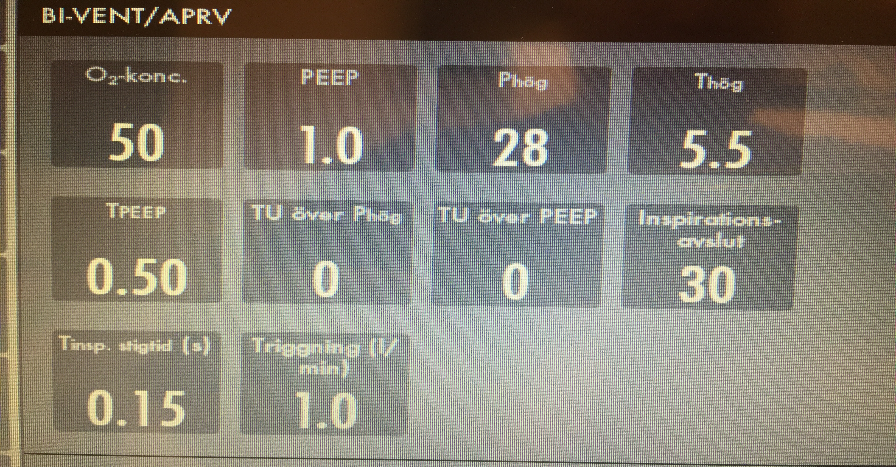 BI-VENT/APRV
O₂-konc.
50
PEEP
1.0
Phög
28
Thög
5.5
TPEEP
0.50
TU över Phög
0
TU över PEEP
0
Inspirations-
avslut
30
Tinsp. stigtid (s)
0.15
Triggning (l/
min)
1.0